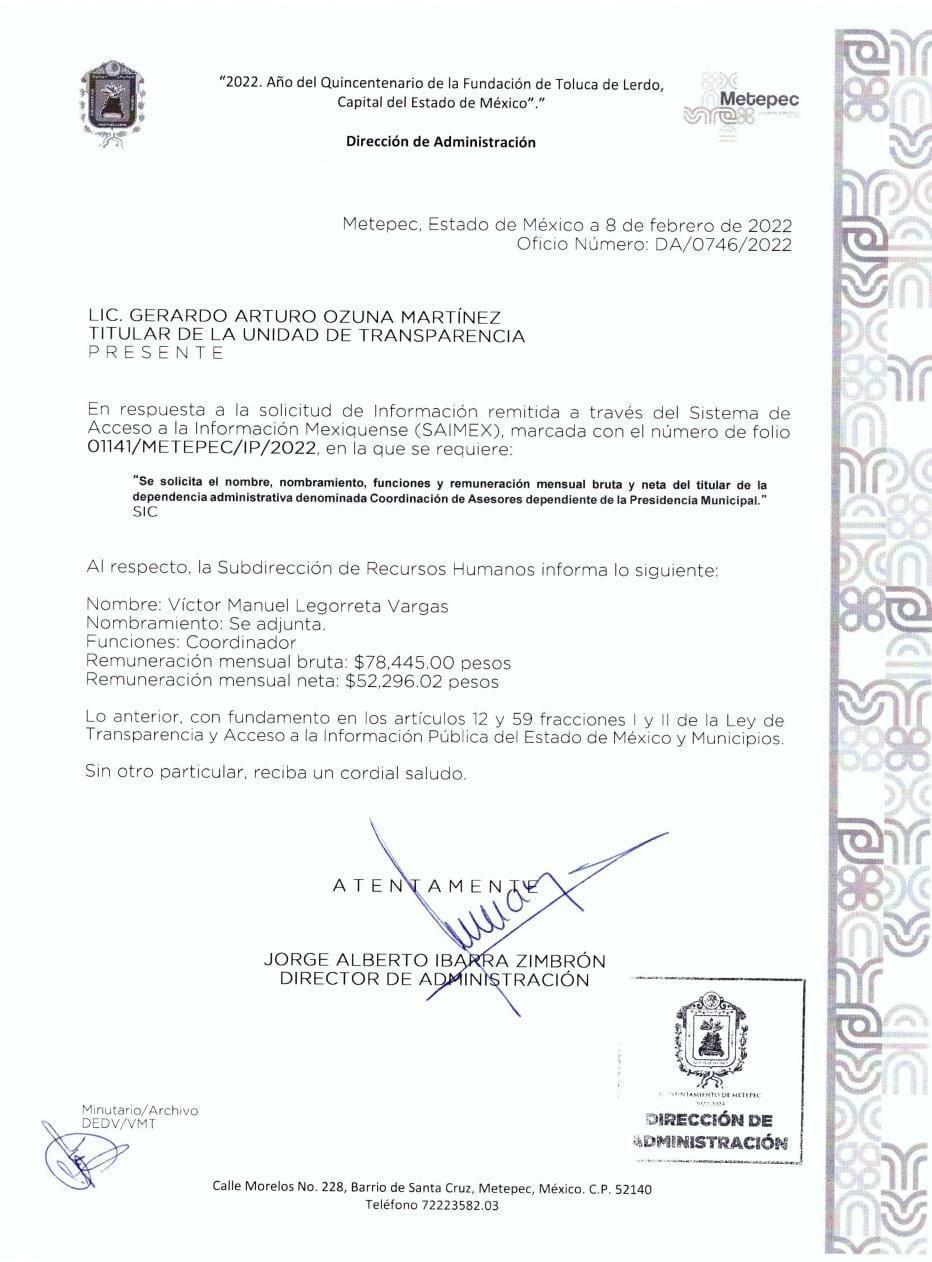 “2022. Año del Quincentenario de la Fundación de Toluca de Lerdo,
Capital del Estado de México”.”
Metepec
Dirección de Administración
Metepec, Estado de México a 8 de febrero de 2022
Oficio Número: DA/0746/2022
LIC. GERARDO ARTURO OZUNA MARTÍNEZ
TITULAR DE LA UNIDAD DE TRANSPARENCIA
P R E S E N T E
En respuesta a la solicitud de Información remitida a través del Sistema de
Acceso a la Información Mexiquense (SAIMEX), marcada con el número de folio
01141/METEPEC/IP/2022, en la que se requiere:
“Se solicita el nombre, nombramiento, funciones y remuneración mensual bruta y neta del titular de la
dependencia administrativa denominada Coordinación de Asesores dependiente de la Presidencia Municipal.”
SIC
Al respecto, la Subdirección de Recursos Humanos informa lo siguiente:
Nombre: Víctor Manuel Legorreta Vargas
Nombramiento: Se adjunta.
Funciones: Coordinador
Remuneración mensual bruta: $78,445.00 pesos
Remuneración mensual neta: $52,296.02 pesos
Lo anterior, con fundamento en los artículos 12 y 59 fracciones I y II de la Ley de
Transparencia y Acceso a la Información Pública del Estado de México y Municipios.
Sin otro particular, reciba un cordial saludo.
A T E N T A M E N T E
JORGE ALBERTO IBARRA ZIMBRÓN
DIRECTOR DE ADMINISTRACIÓN
AYUNTAMIENTO DE METEPEC
DIRECCIÓN DE
ADMINISTRACIÓN
Minutario/Archivo
DEDV/VMT
Calle Morelos No. 228, Barrio de Santa Cruz, Metepec, México. C.P. 52140
Teléfono 72223582.03